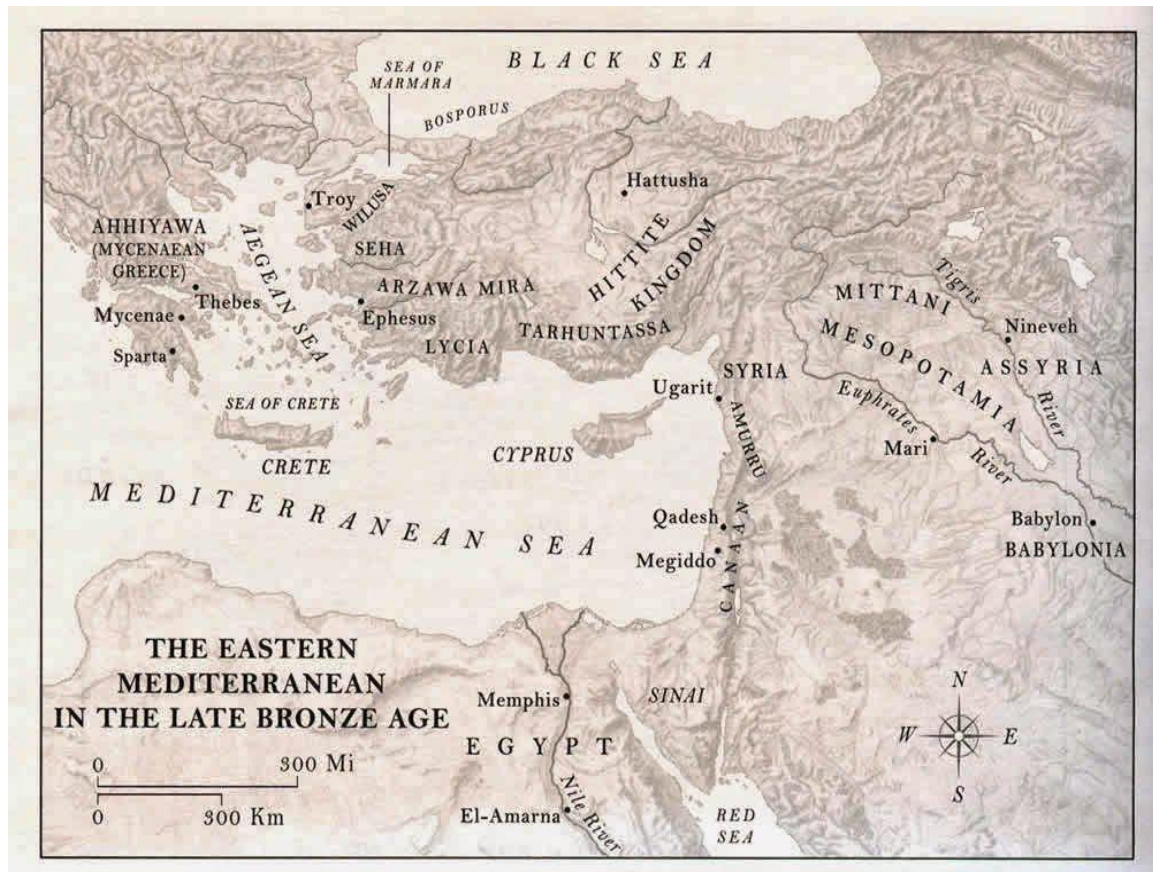 BLACK SEA
SEA OF
MARMARA
BOSPORUS
Troy
WILUSA
Hattusha
AHHIYAWA
(MYCENAEAN
GREECE)
AEGEAN SEA
SEHA
HITTITE
KINGDOM
Thebes
Mycenae
Sparta
ARZAWA MIRA
Ephesus
LYCIA
TARHUNTASSA
MITTANI
Tigris
River
Nineveh
MESOPOTAMIA
ASSYRIA
SYRIA
Ugarit
AMURRU
Euphrates
River
Mari
SEA OF CRETE
CRETE
CYPRUS
MEDITERRANEAN SEA
Qadesh
Megiddo
CANAAN
Babylon
BABYLONIA
THE EASTERN
MEDITERRANEAN
IN THE LATE BRONZE AGE
0 300 Mi
0 300 Km
Memphis
EGYPT
SINAI
El-Amarna
Nile River
RED
SEA
N
W E
S